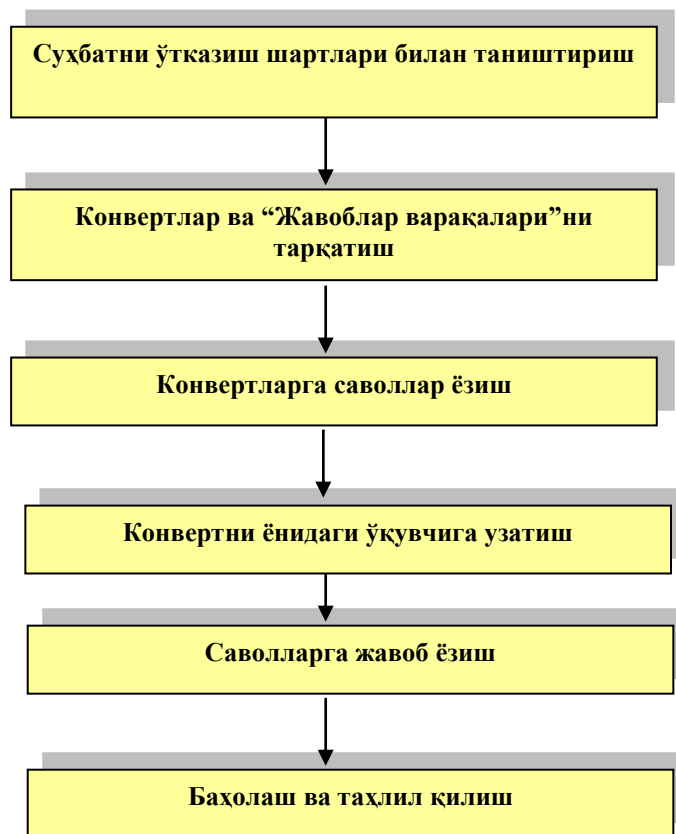 Суҳбатни ўтказиш шартлари билан таништириш
Конвертлар ва “Жавоблар варақалари”ни
тарқатиш
Конвертларга саволлар ёзиш
Конвертни ёнидаги ўқувчига узатиш
Саволларга жавоб ёзиш
Баҳолаш ва таҳлил қилиш